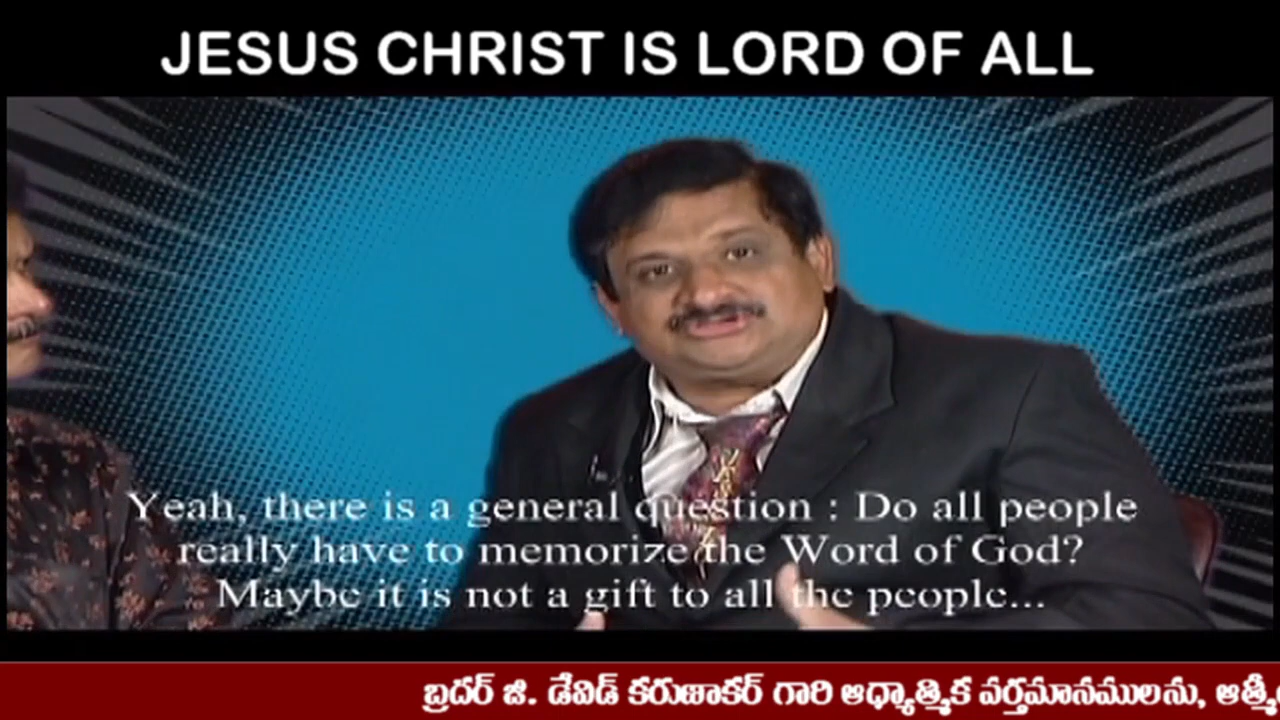 JESUS CHRIST IS LORD OF ALL
Yeah, there is a general question : Do all people
really have to memorize the Word of God?
Maybe it is not a gift to all the people...
బ్రదర్ జి. డేవిడ్ కరుణాకర్ గారి ఆధ్యాత్మిక వర్తమానములను,